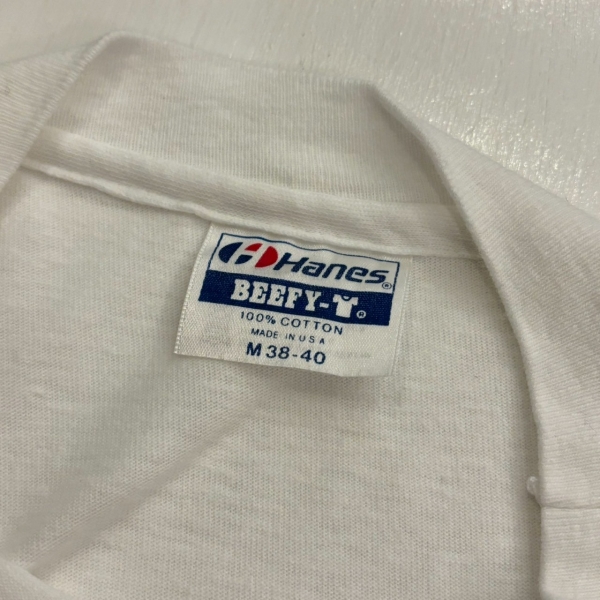 Hanes®
BEEFY-T®
100% COTTON
MADE IN U S A
M 38-40